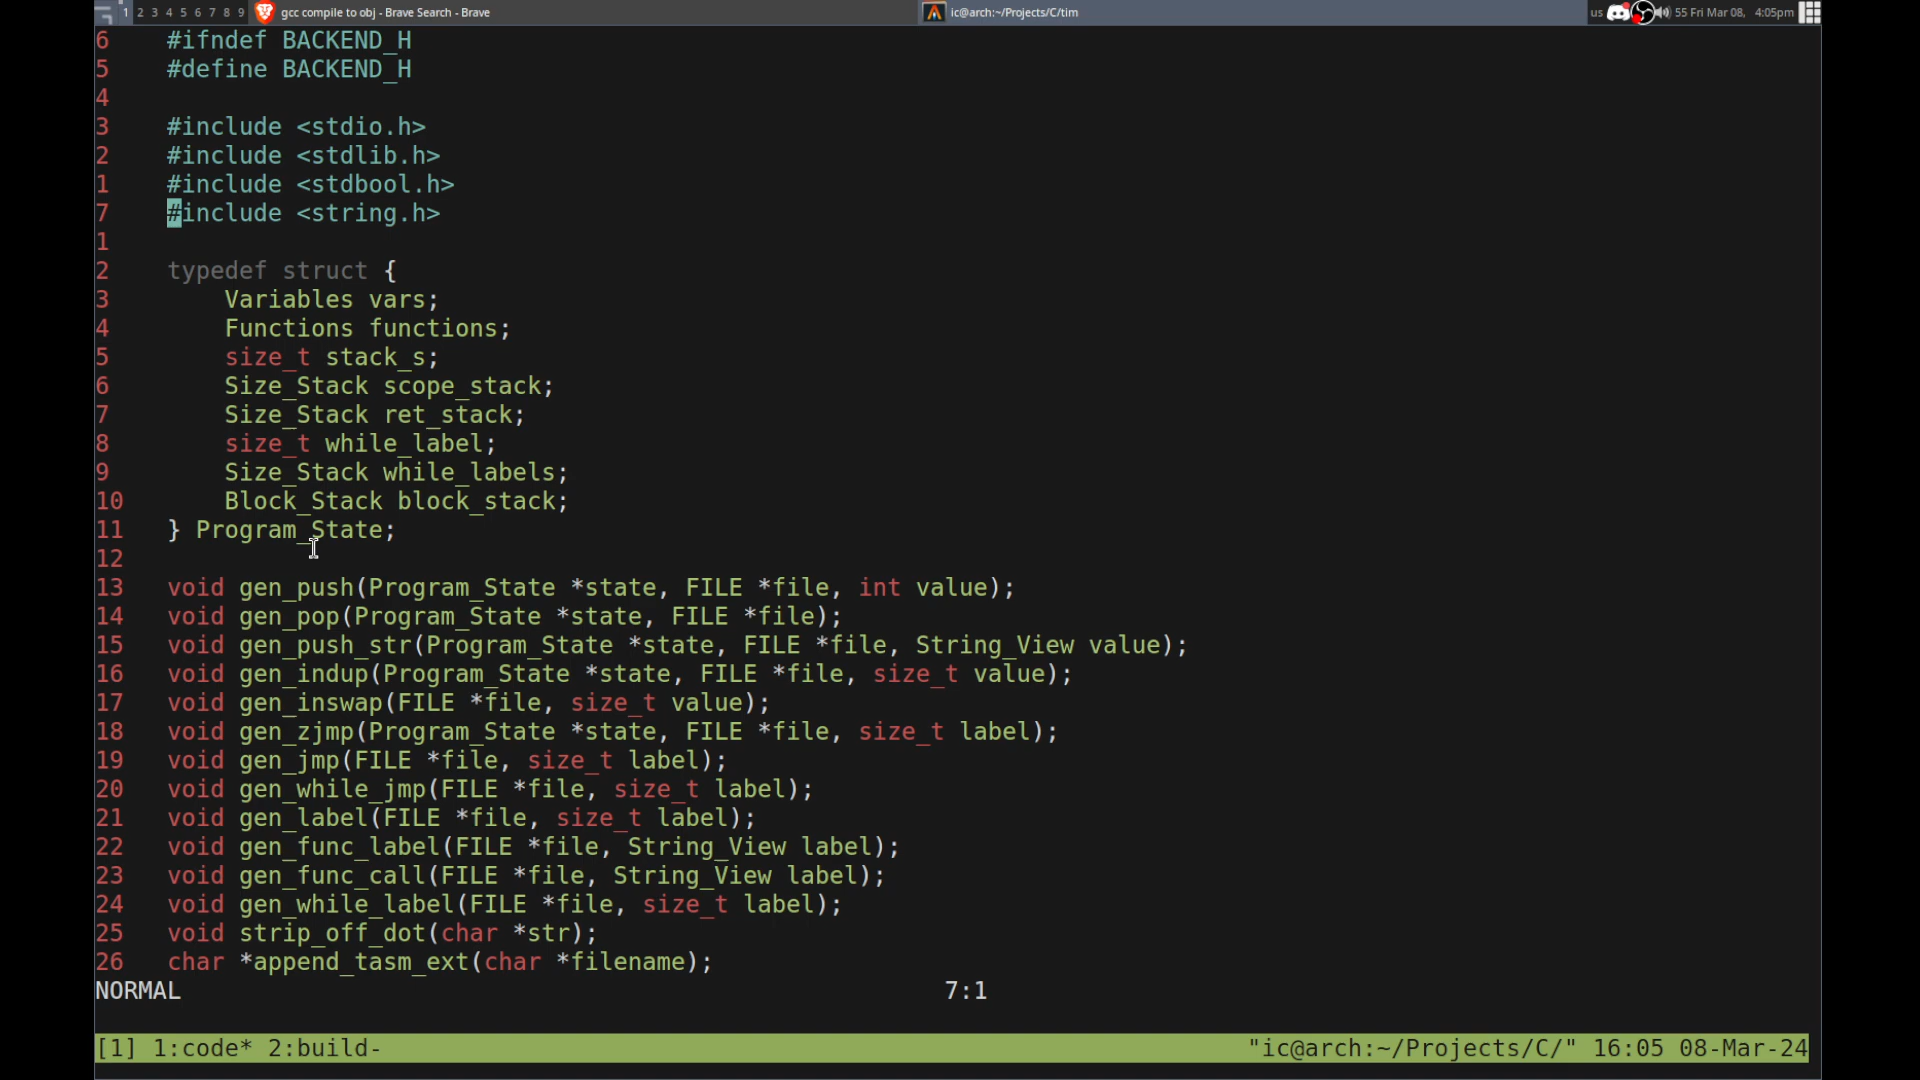 1 2 3 4 5 6 7 8 9 gcc compile to obj - Brave Search - Brave ic@arch:~/Projects/C/tim us 55 Fri Mar 08, 4:05pm
6 #ifndef BACKEND_H
5 #define BACKEND_H
4
3 #include <stdio.h>
2 #include <stdlib.h>
1 #include <stdbool.h>
7 #include <string.h>
1
2 typedef struct {
3 Variables vars;
4 Functions functions;
5 size_t stack_s;
6 Size_Stack scope_stack;
7 Size_Stack ret_stack;
8 size_t while_label;
9 Size_Stack while_labels;
10 Block_Stack block_stack;
11 } Program_State;
12
13 void gen_push(Program_State *state, FILE *file, int value);
14 void gen_pop(Program_State *state, FILE *file);
15 void gen_push_str(Program_State *state, FILE *file, String_View value);
16 void gen_indup(Program_State *state, FILE *file, size_t value);
17 void gen_inswap(FILE *file, size_t value);
18 void gen_zjmp(Program_State *state, FILE *file, size_t label);
19 void gen_jmp(FILE *file, size_t label);
20 void gen_while_jmp(FILE *file, size_t label);
21 void gen_label(FILE *file, size_t label);
22 void gen_func_label(FILE *file, String_View label);
23 void gen_func_call(FILE *file, String_View label);
24 void gen_while_label(FILE *file, size_t label);
25 void strip_off_dot(char *str);
26 char *append_tasm_ext(char *filename);
NORMAL 7:1
[1] 1:code* 2:build- "ic@arch:~/Projects/C/" 16:05 08-Mar-24